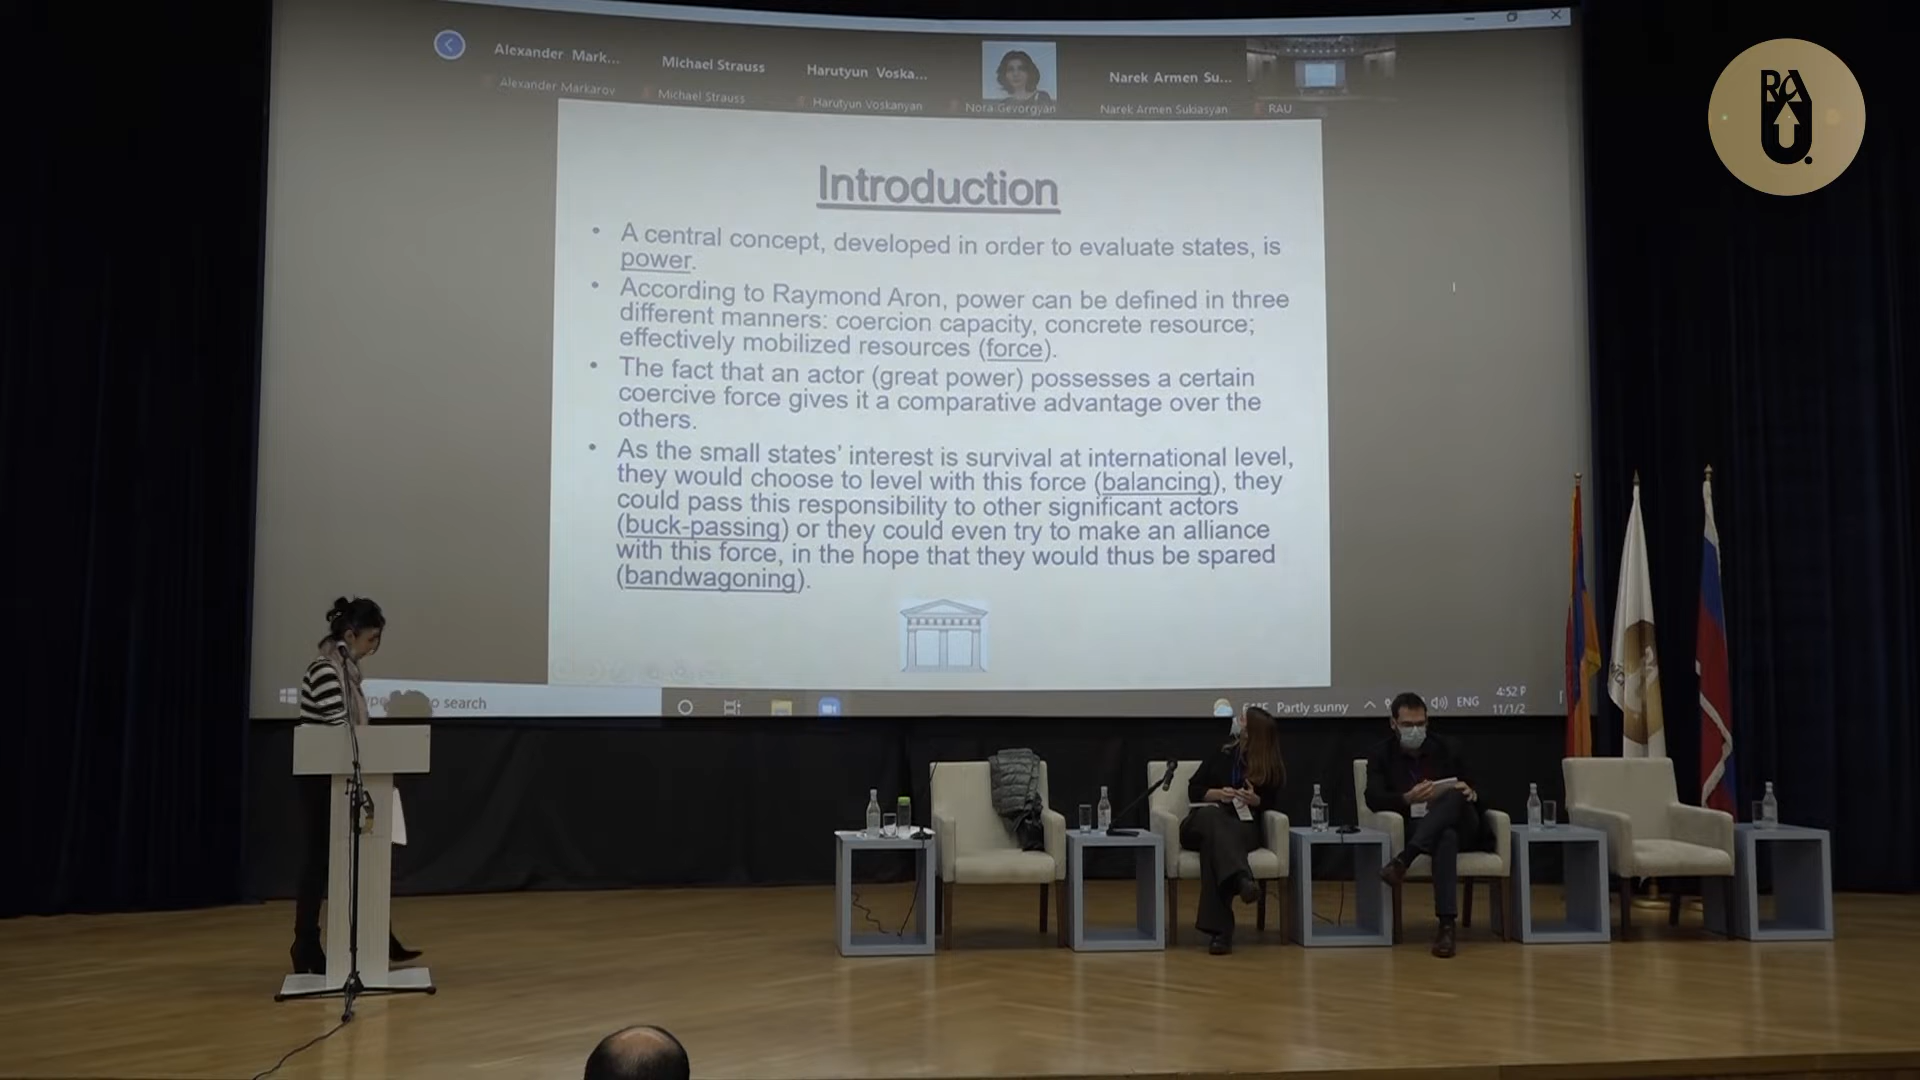 Alexander Mark...
Michael Strauss
Harutyun Voska...
Narek Armen Su...
Alexander Markarov
Michael Strauss
Harutyun Voskanyan
Nora Gevorgyan
Narek Armen Sukiasyan
RAU
RAU.
Introduction
• A central concept, developed in order to evaluate states, is
power.
• According to Raymond Aron, power can be defined in three
different manners: coercion capacity, concrete resource;
effectively mobilized resources (force).
• The fact that an actor (great power) possesses a certain
coercive force gives it a comparative advantage over the
others.
• As the small states' interest is survival at international level,
they would choose to level with this force (balancing), they
could pass this responsibility to other significant actors
(buck-passing) or they could even try to make an alliance
with this force, in the hope that they would thus be spared
(bandwagoning).
o search
Partly sunny
ENG
4:52 P
11/1/2